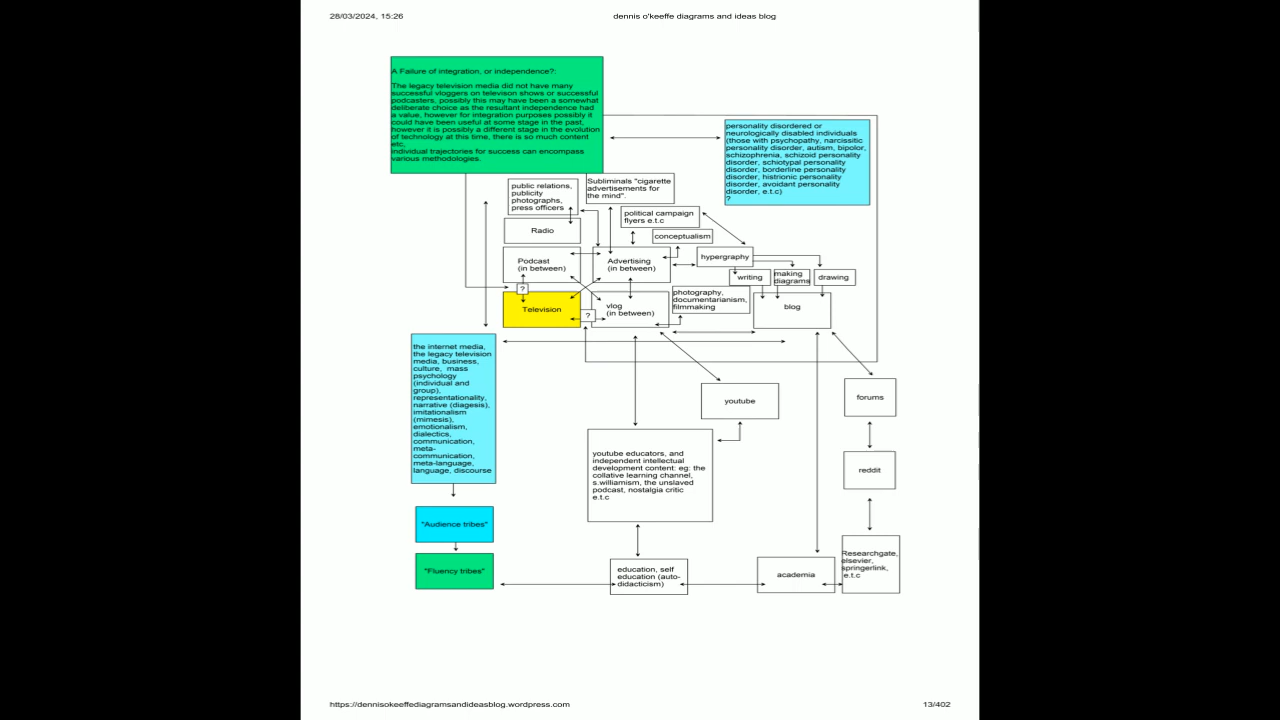 28/03/2024, 15:26
dennis o'keeffe diagrams and ideas blog
A Failure of integration, or independence?:
The legacy television media did not have many
successful vloggers on televison shows or successful
podcasters, possibly this may have been a somewhat
deliberate choice as the resultant independence had
a value, however for integration purposes possibly it
could have been useful at some stage in the past,
however it is possibly a different stage in the evolution
of technology at this time, there is so much content
etc,
individual trajectories for success can encompass
various methodologies.
personality disordered or
neurologically disabled individuals
(those with psychopathy, narcissitic
personality disorder, autism, bipolor,
schizophrenia, schizoid personality
disorder, schiotypal personality
disorder, borderline personality
disorder, histrionic personality
disorder, avoidant personality
disorder, e.t.c)
?
public relations,
publicity
photographs,
press officers
Subliminals "cigarette
advertisements for
the mind".
political campaign
flyers e.t.c
conceptualism
Radio
Podcast
(in between)
Advertising
(in between)
hypergraphy
writing
making
diagrams
drawing
?
Television
?
vlog
(in between)
photography,
documentarianism,
filmmaking
blog
the internet media,
the legacy television
media, business,
culture, mass
psychology
(individual and
group),
representationality,
narrative (diagesis),
imitationalism
(mimesis),
emotionalism,
dialectics,
communication,
meta-
communication,
meta-language,
language, discourse
youtube
forums
youtube educators, and
independent intellectual
development content: eg: the
collative learning channel,
s.williamism, the unslaved
podcast, nostalgia critic
e.t.c
reddit
"Audience tribes"
"Fluency tribes"
education, self
education (auto-
didacticism)
academia
Researchgate,
elsevier,
springerlink,
e.t.c
https://dennisokeeffediagramsandideasblog.wordpress.com
13/402